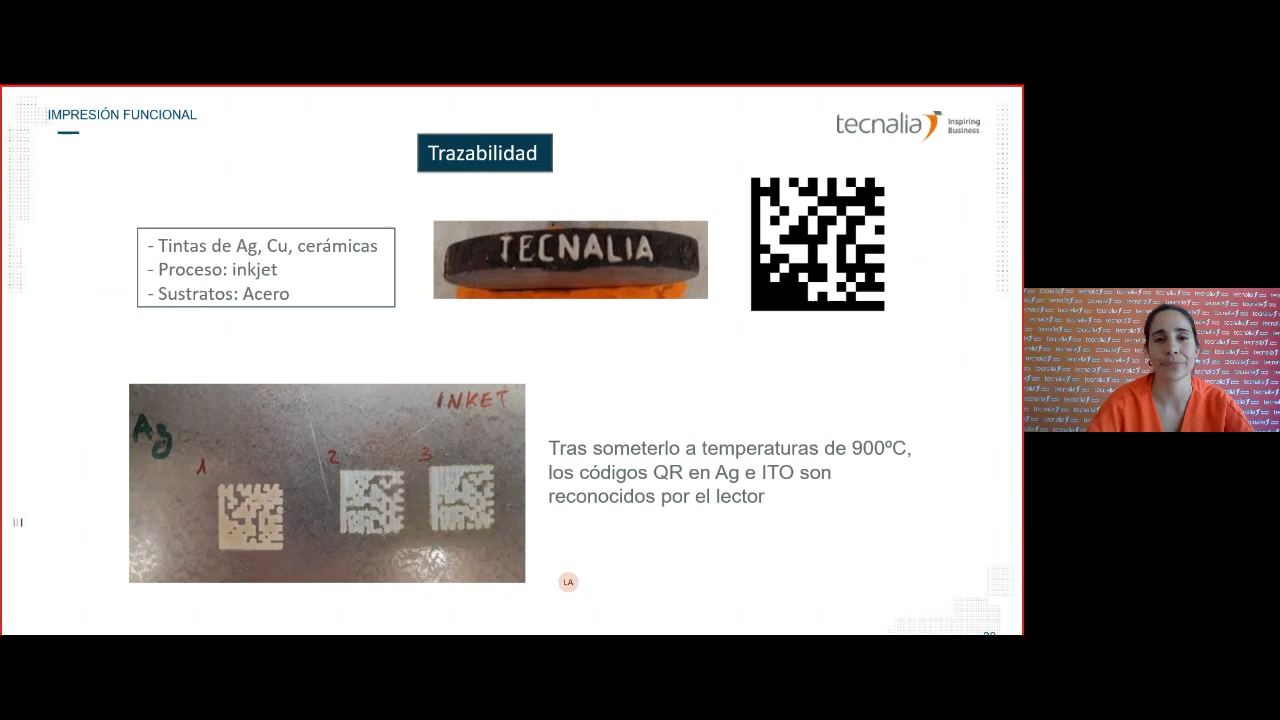 IMPRESIÓN FUNCIONAL
tecnalia Inspiring Business
Trazabilidad
- Tintas de Ag, Cu, cerámicas
- Proceso: inkjet
- Sustratos: Acero
TECNALIA
INKET
Ag
1 2 3
Tras someterlo a temperaturas de 900ºC,
los códigos QR en Ag e ITO son
reconocidos por el lector
LA